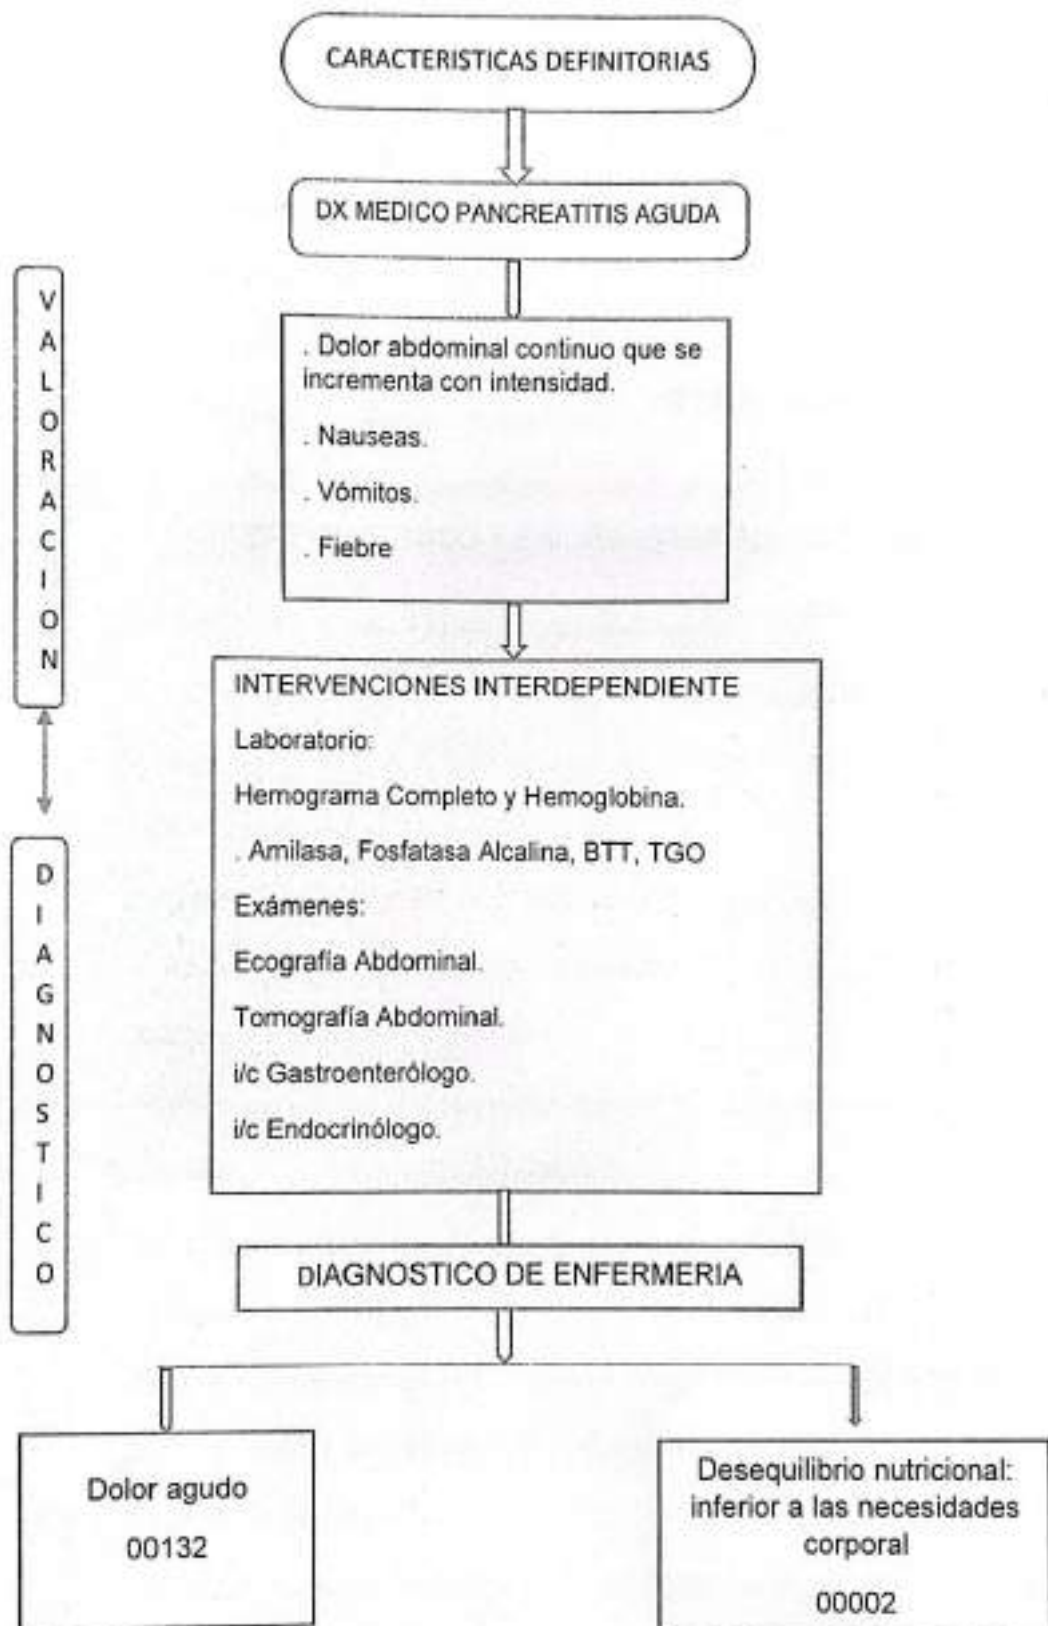 CARACTERISTICAS DEFINITORIAS
DX MEDICO PANCREATITIS AGUDA
VALORACION
. Dolor abdominal continuo que se
incrementa con intensidad.
. Nauseas.
. Vómitos.
. Fiebre
INTERVENCIONES INTERDEPENDIENTE
Laboratorio:
Hemograma Completo y Hemoglobina.
. Amilasa, Fosfatasa Alcalina, BTT, TGO
Exámenes:
Ecografía Abdominal.
Tomografía Abdominal.
i/c Gastroenterólogo.
i/c Endocrinólogo.
DIAGNOSTICO
DIAGNOSTICO DE ENFERMERIA
Dolor agudo
00132
Desequilibrio nutricional:
inferior a las necesidades
corporal
00002